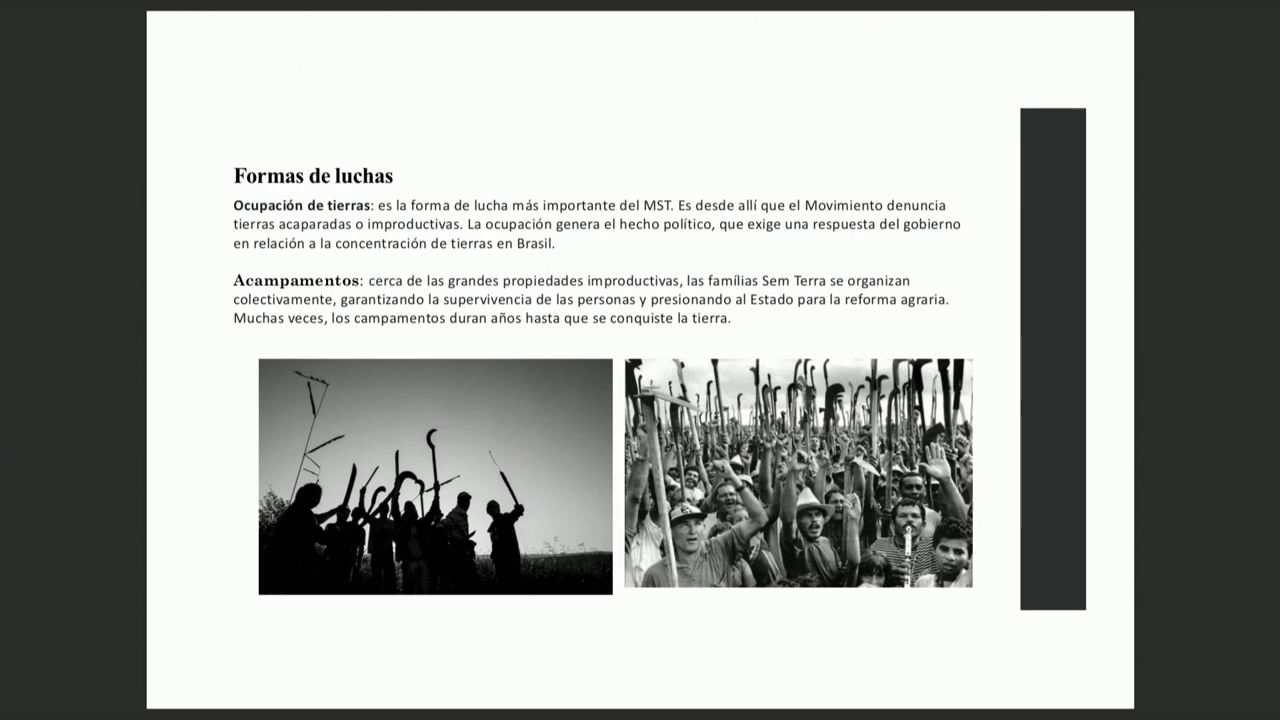 Formas de luchas
Ocupación de tierras: es la forma de lucha más importante del MST. Es desde allí que el Movimiento denuncia
tierras acaparadas o improductivas. La ocupación genera el hecho político, que exige una respuesta del gobierno
en relación a la concentración de tierras en Brasil.
Acampamentos: cerca de las grandes propiedades improductivas, las famílias Sem Terra se organizan
colectivamente, garantizando la supervivencia de las personas y presionando al Estado para la reforma agraria.
Muchas veces, los campamentos duran años hasta que se conquiste la tierra.